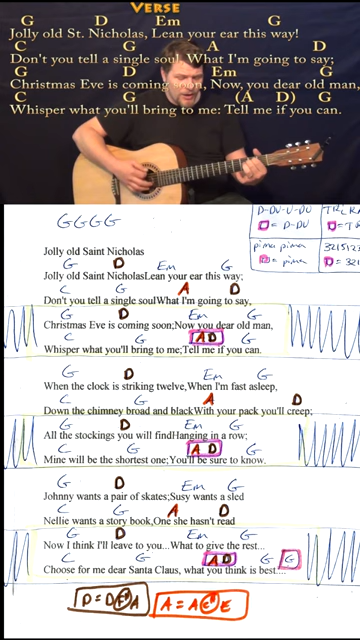 VERSE
G D Em G
Jolly old St. Nicholas, Lean your ear this way!
C G A D
Don't you tell a single soul, What I'm going to say;
G D Em G
Christmas Eve is coming soon, Now, you dear old man,
C G (A D) G
Whisper what you'll bring to me: Tell me if you can.
D-DU-U-DU
G G G G
D = D-DU
pima pima
= pima
Jolly old Saint Nicholas
G D Em G
Jolly old Saint NicholasLean your ear this way;
C G A D
Don't you tell a single soulWhat I'm going to say,
G D Em G
Christmas Eve is coming soon;Now you dear old man,
C G A D G
Whisper what you'll bring to me;Tell me if you can.
G D Em G
When the clock is striking twelve,When I'm fast asleep,
C G A D
Down the chimney broad and blackWith your pack you'll creep;
G D Em G
All the stockings you will findHanging in a row;
C G A D G
Mine will be the shortest one;You'll be sure to know.
G D Em G
Johnny wants a pair of skates;Susy wants a sled
C G A D
Nellie wants a story book,One she hasn't read
G D Em G
Now I think I'll leave to you...What to give the rest...
C G A D G G
Choose for me dear Santa Claus, what you think is best....
D = D F# A A = A C# E